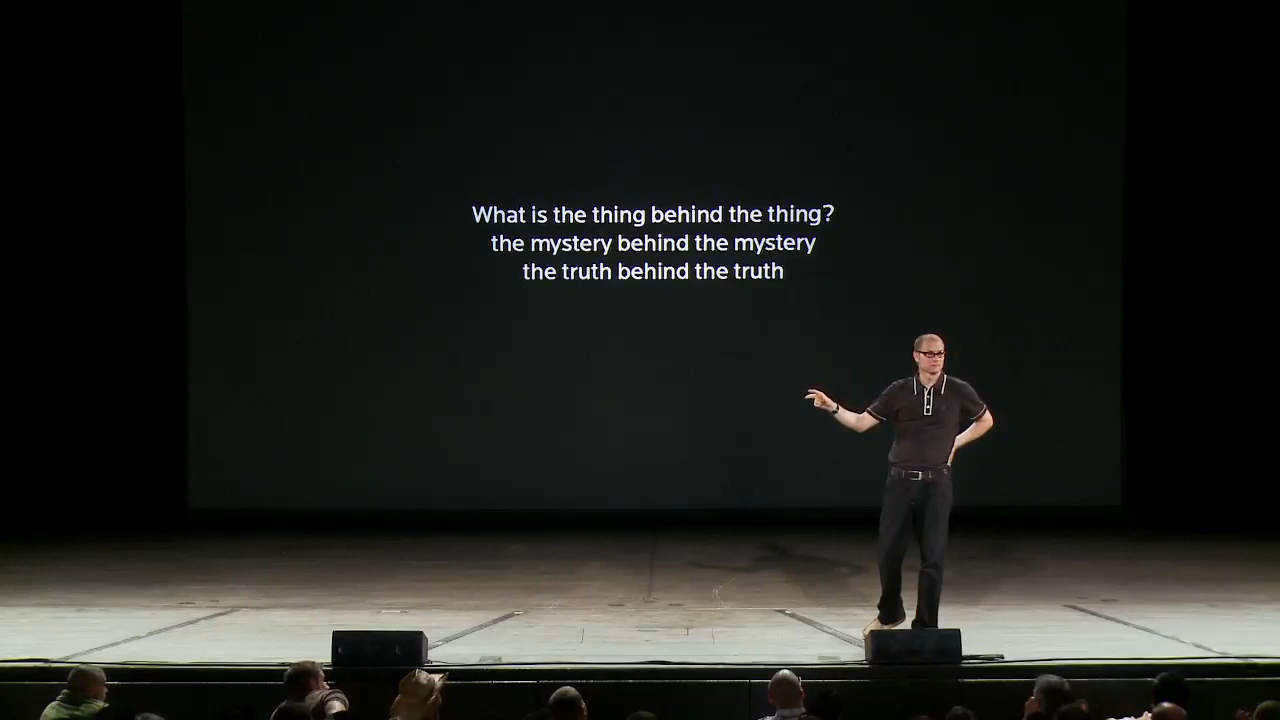 What is the thing behind the thing?
the mystery behind the mystery
the truth behind the truth